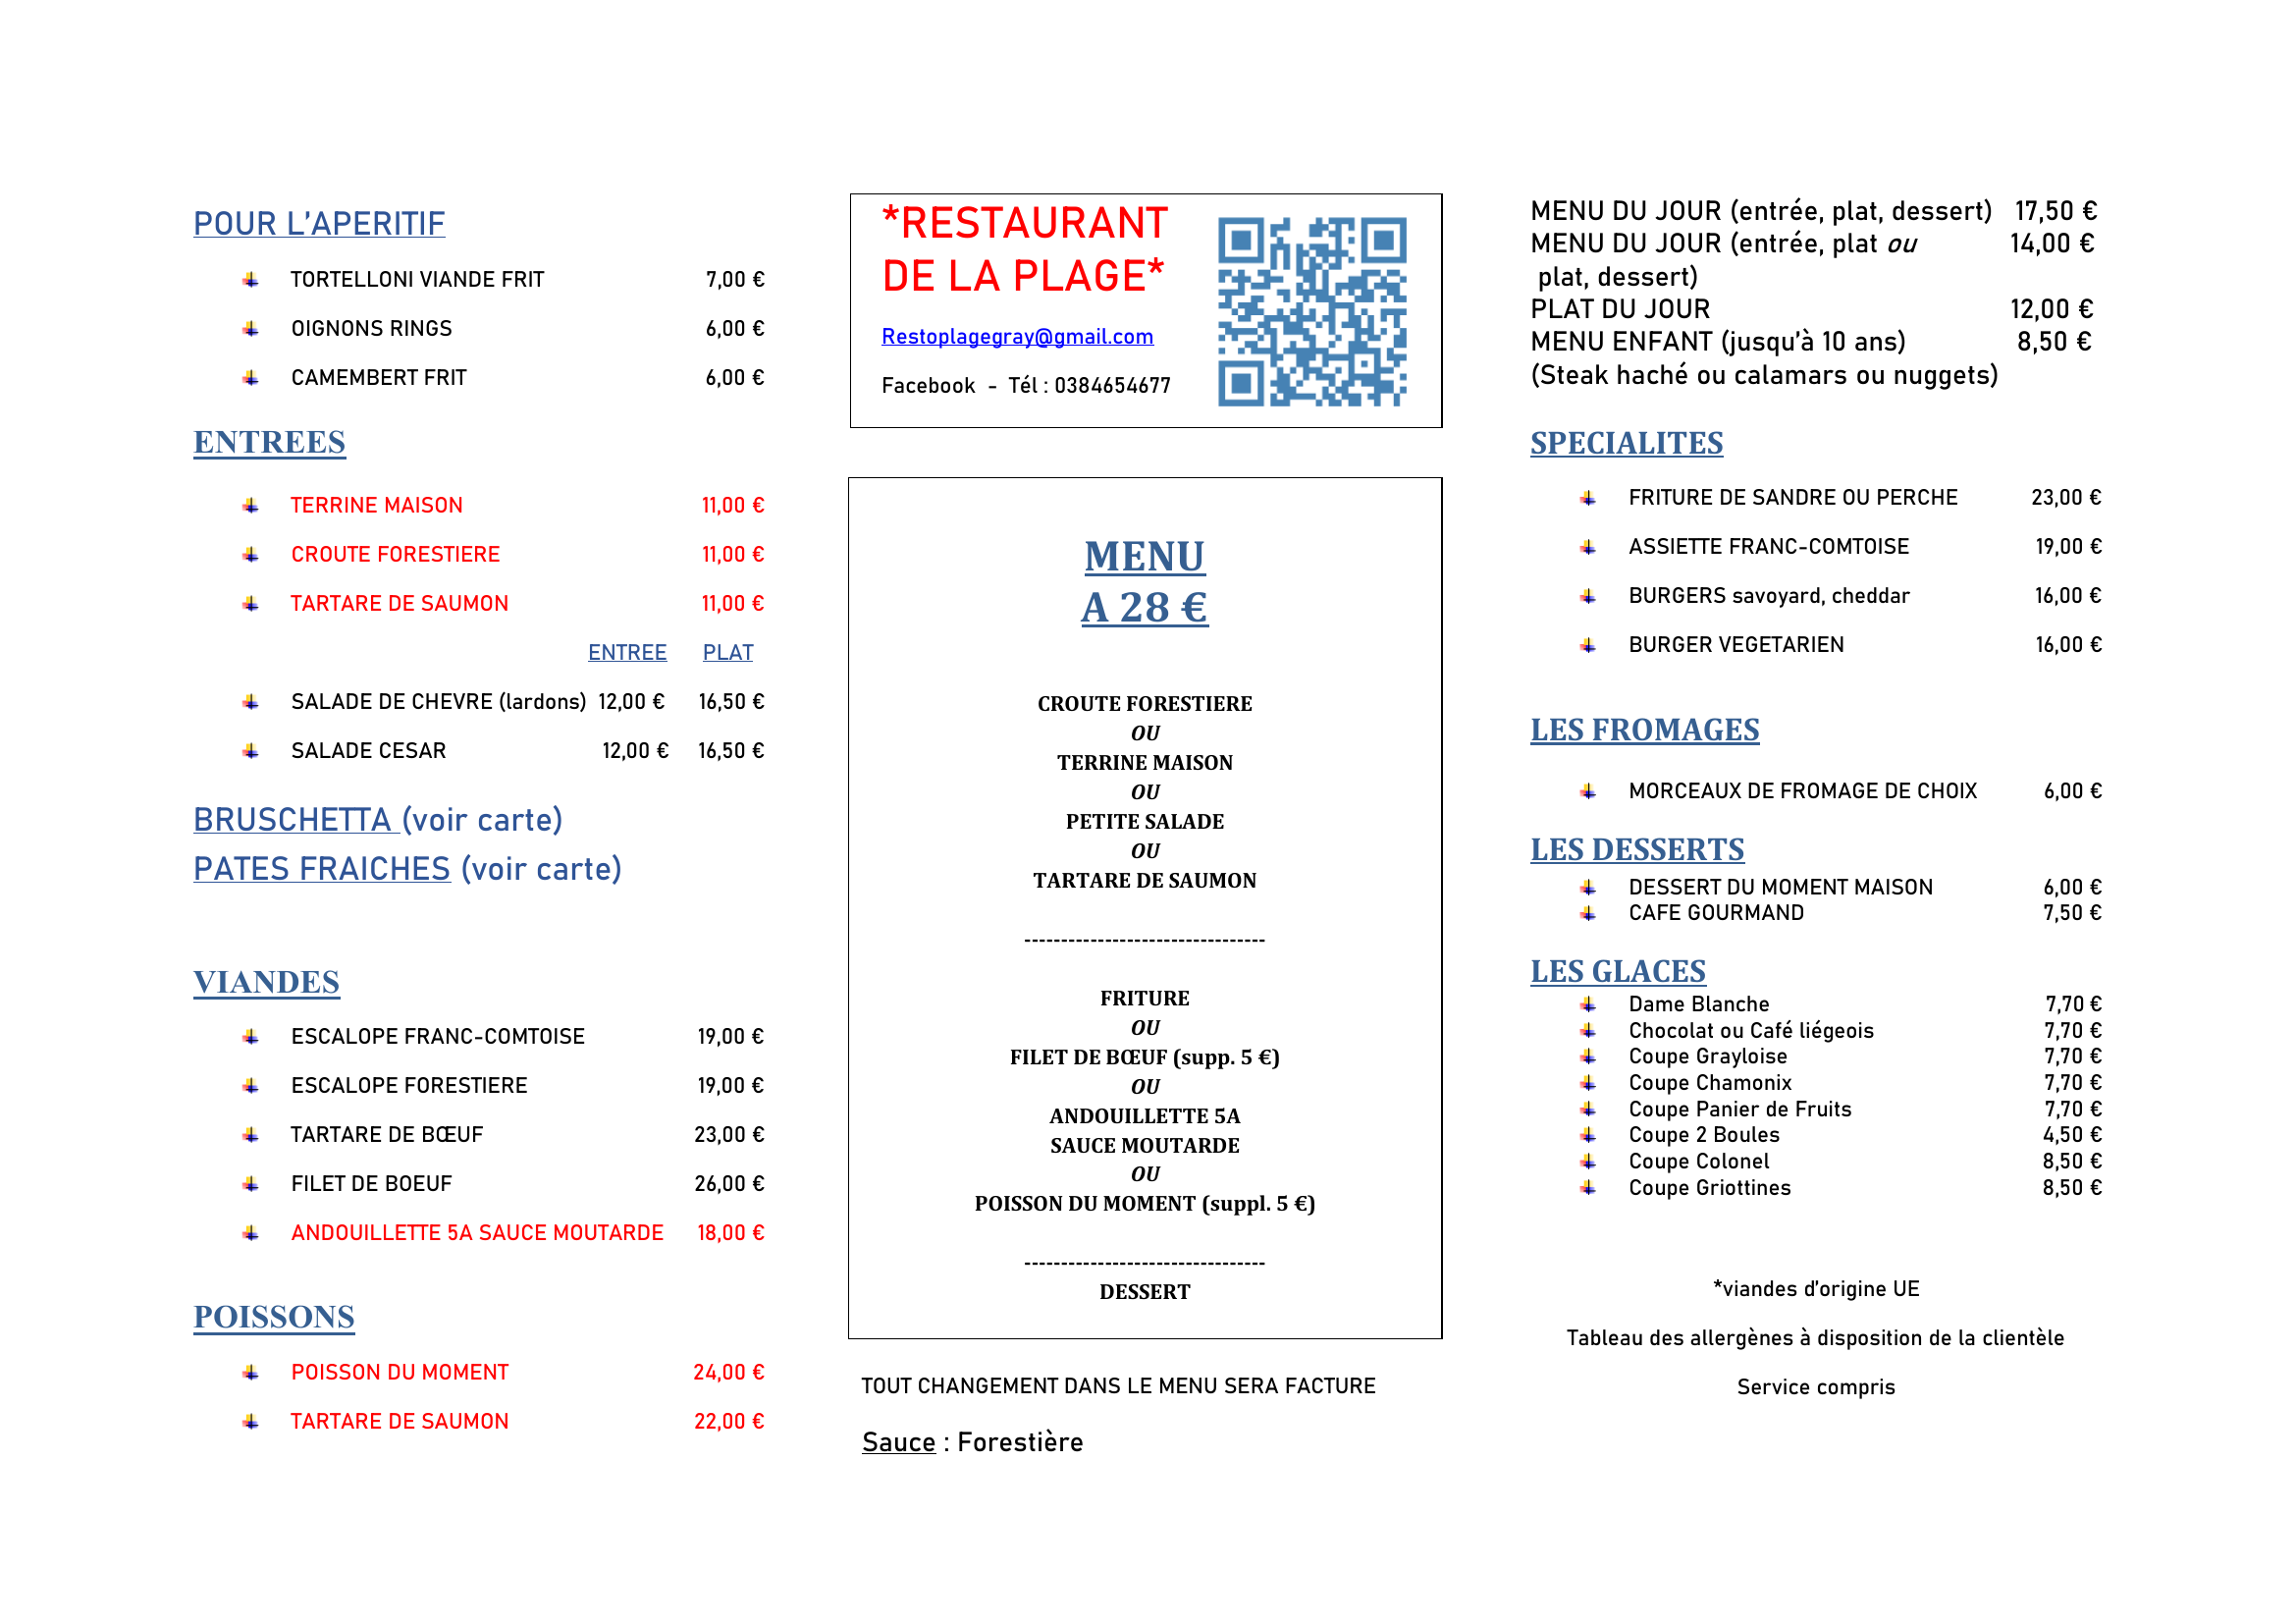 POUR L’APERITIF
TORTELLONI VIANDE FRIT 7,00 €
OIGNONS RINGS 6,00 €
CAMEMBERT FRIT 6,00 €
ENTREES
TERRINE MAISON 11,00 €
CROUTE FORESTIERE 11,00 €
TARTARE DE SAUMON 11,00 €
ENTREE PLAT
SALADE DE CHEVRE (lardons) 12,00 € 16,50 €
SALADE CESAR 12,00 € 16,50 €
BRUSCHETTA (voir carte)
PATES FRAICHES (voir carte)
VIANDES
ESCALOPE FRANC-COMTOISE 19,00 €
ESCALOPE FORESTIERE 19,00 €
TARTARE DE BŒUF 23,00 €
FILET DE BOEUF 26,00 €
ANDOUILLETTE 5A SAUCE MOUTARDE 18,00 €
POISSONS
POISSON DU MOMENT 24,00 €
TARTARE DE SAUMON 22,00 €
*RESTAURANT
DE LA PLAGE*
Restoplagegray@gmail.com
Facebook - Tél : 0384654677
MENU
A 28 €
CROUTE FORESTIERE
OU
TERRINE MAISON
OU
PETITE SALADE
OU
TARTARE DE SAUMON
---------------------------------
FRITURE
OU
FILET DE BŒUF (supp. 5 €)
OU
ANDOUILLETTE 5A
SAUCE MOUTARDE
OU
POISSON DU MOMENT (suppl. 5 €)
---------------------------------
DESSERT
TOUT CHANGEMENT DANS LE MENU SERA FACTURE
Sauce : Forestière
MENU DU JOUR (entrée, plat, dessert) 17,50 €
MENU DU JOUR (entrée, plat ou 14,00 €
plat, dessert)
PLAT DU JOUR 12,00 €
MENU ENFANT (jusqu’à 10 ans) 8,50 €
(Steak haché ou calamars ou nuggets)
SPECIALITES
FRITURE DE SANDRE OU PERCHE 23,00 €
ASSIETTE FRANC-COMTOISE 19,00 €
BURGERS savoyard, cheddar 16,00 €
BURGER VEGETARIEN 16,00 €
LES FROMAGES
MORCEAUX DE FROMAGE DE CHOIX 6,00 €
LES DESSERTS
DESSERT DU MOMENT MAISON 6,00 €
CAFE GOURMAND 7,50 €
LES GLACES
Dame Blanche 7,70 €
Chocolat ou Café liégeois 7,70 €
Coupe Grayloise 7,70 €
Coupe Chamonix 7,70 €
Coupe Panier de Fruits 7,70 €
Coupe 2 Boules 4,50 €
Coupe Colonel 8,50 €
Coupe Griottines 8,50 €
*viandes d’origine UE
Tableau des allergènes à disposition de la clientèle
Service compris